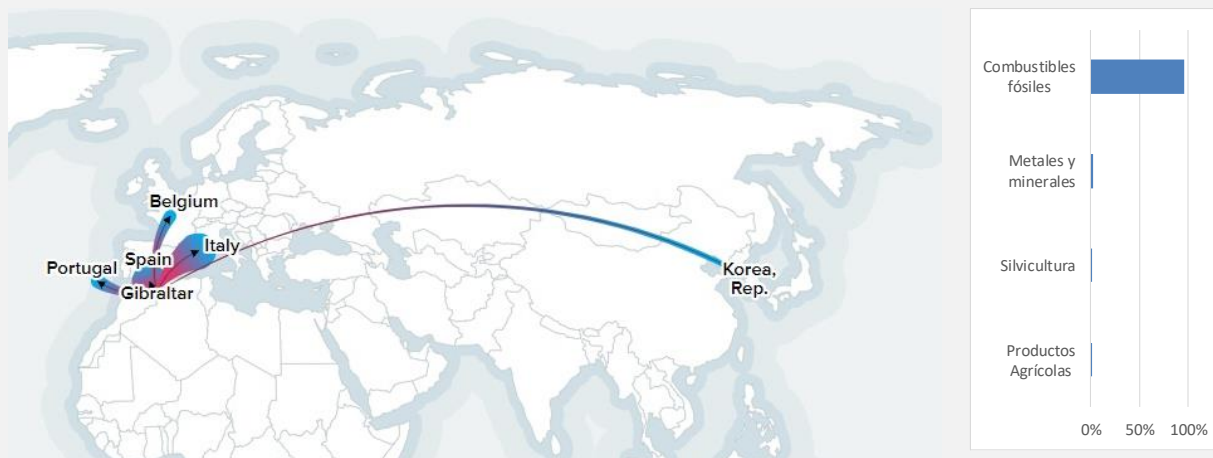 Belgium
Italy
Spain
Portugal
Gibraltar
Korea,
Rep.
Combustibles
fósiles
Metales y
minerales
Silvicultura
Productos
Agrícolas
0% 50% 100%